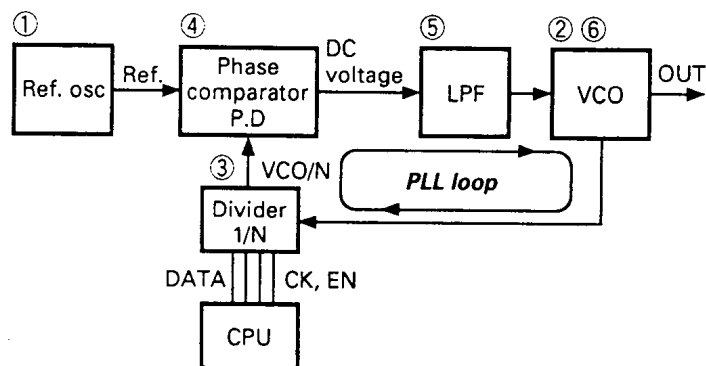 ①
④
⑤
② ⑥
Ref. osc
Ref.
Phase
comparator
P.D
DC
voltage
LPF
VCO
OUT
③
VCO/N
PLL loop
Divider
1/N
DATA
CK, EN
CPU